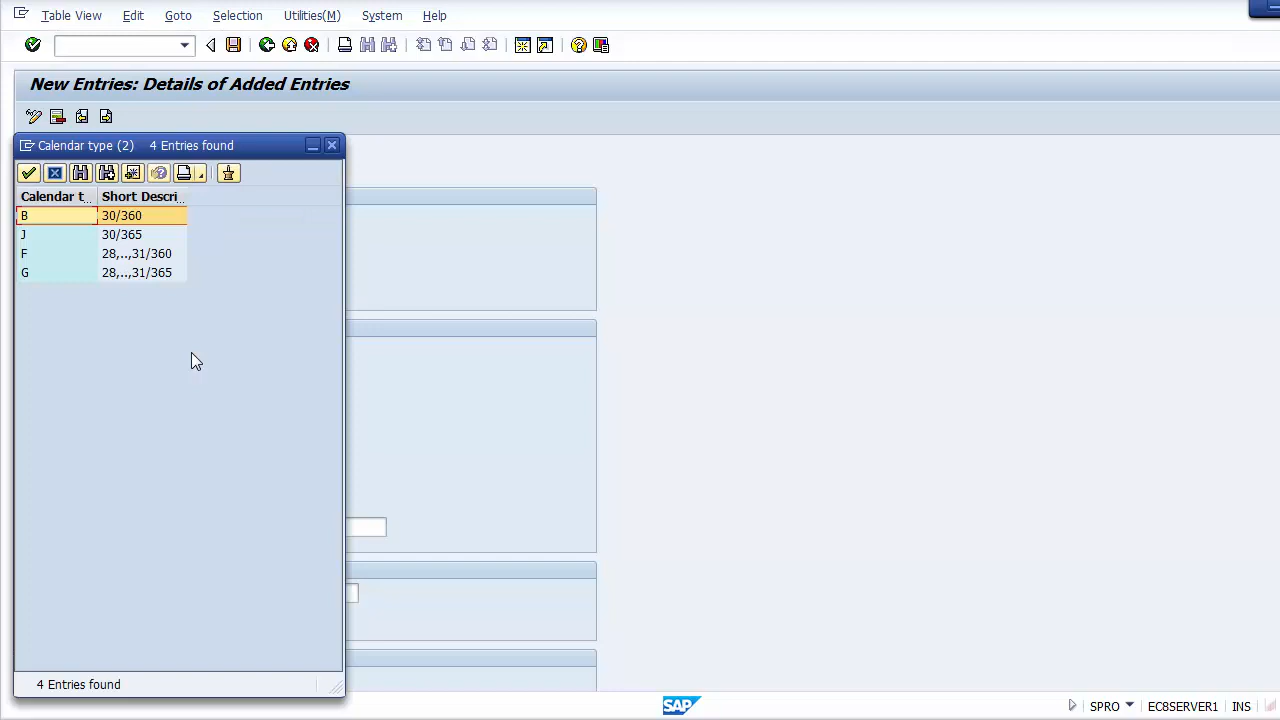 Table View Edit Goto Selection Utilities(M) System Help
New Entries: Details of Added Entries
Calendar type (2) 4 Entries found
Calendar t.. Short Descri..
B 30/360
J 30/365
F 28,..,31/360
G 28,..,31/365
4 Entries found
SAP SPRO EC8SERVER1 INS